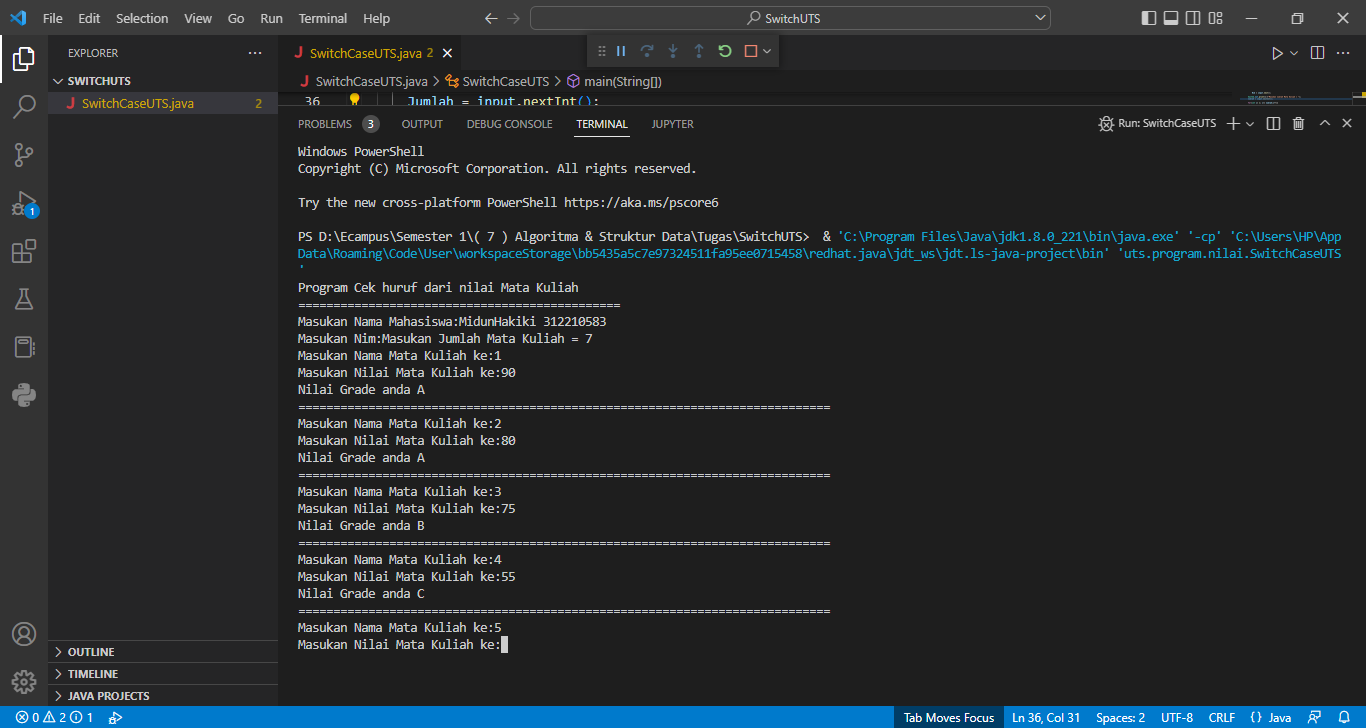 File Edit Selection View Go Run Terminal Help
SwitchUTS
EXPLORER
SWITCHUTS
SwitchCaseUTS.java 2
1
OUTLINE
TIMELINE
JAVA PROJECTS
SwitchCaseUTS.java 2
SwitchCaseUTS.java > SwitchCaseUTS > main(String[])
36 Jumlah = input.nextInt();
PROBLEMS 3 OUTPUT DEBUG CONSOLE TERMINAL JUPYTER
Run: SwitchCaseUTS
Windows PowerShell
Copyright (C) Microsoft Corporation. All rights reserved.
Try the new cross-platform PowerShell https://aka.ms/pscore6
PS D:\Ecampus\Semester 1\( 7 ) Algoritma & Struktur Data\Tugas\SwitchUTS> & 'C:\Program Files\Java\jdk1.8.0_221\bin\java.exe' '-cp' 'C:\Users\HP\App
Data\Roaming\Code\User\workspaceStorage\bb5435a5c7e97324511fa95ee0715458\redhat.java\jdt_ws\jdt.ls-java-project\bin' 'uts.program.nilai.SwitchCaseUTS
'
Program Cek huruf dari nilai Mata Kuliah
==============================================
Masukan Nama Mahasiswa:MidunHakiki 312210583
Masukan Nim:Masukan Jumlah Mata Kuliah = 7
Masukan Nama Mata Kuliah ke:1
Masukan Nilai Mata Kuliah ke:90
Nilai Grade anda A
============================================================================
Masukan Nama Mata Kuliah ke:2
Masukan Nilai Mata Kuliah ke:80
Nilai Grade anda A
============================================================================
Masukan Nama Mata Kuliah ke:3
Masukan Nilai Mata Kuliah ke:75
Nilai Grade anda B
============================================================================
Masukan Nama Mata Kuliah ke:4
Masukan Nilai Mata Kuliah ke:55
Nilai Grade anda C
============================================================================
Masukan Nama Mata Kuliah ke:5
Masukan Nilai Mata Kuliah ke:
0 2 1 Tab Moves Focus Ln 36, Col 31 Spaces: 2 UTF-8 CRLF {} Java